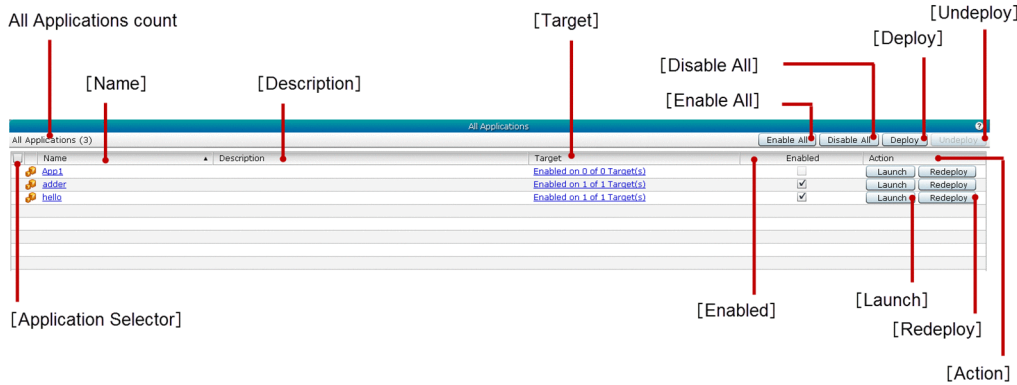 All Applications count
[Target]
[Undeploy]
[Deploy]
[Name]
[Description]
[Disable All]
[Enable All]
All Applications
?
All Applications (3)
Enable All Disable All Deploy Undeploy
Name Description Target Enabled Action
App1 Enabled on 0 of 0 Target(s) Launch Redeploy
adder Enabled on 1 of 1 Target(s) Launch Redeploy
hello Enabled on 1 of 1 Target(s) Launch Redeploy
[Application Selector]
[Enabled]
[Launch]
[Redeploy]
[Action]